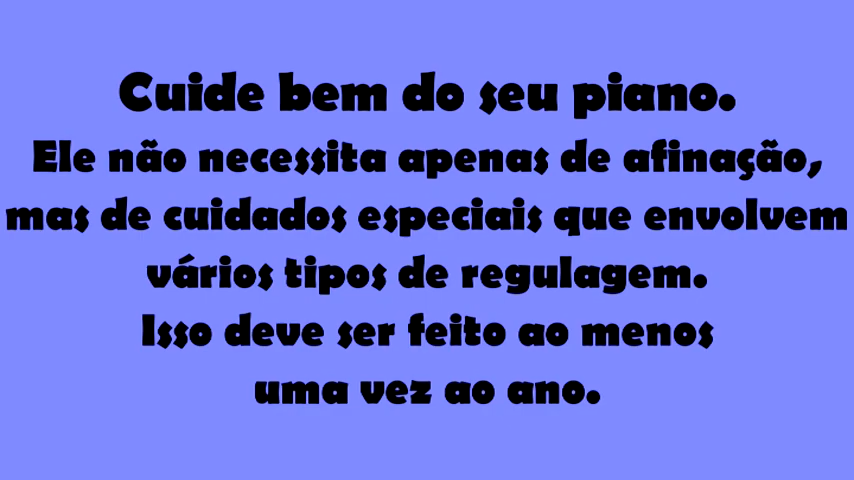 Cuide bem do seu piano.
Ele não necessita apenas de afinação,
mas de cuidados especiais que envolvem
vários tipos de regulagem.
Isso deve ser feito ao menos
uma vez ao ano.